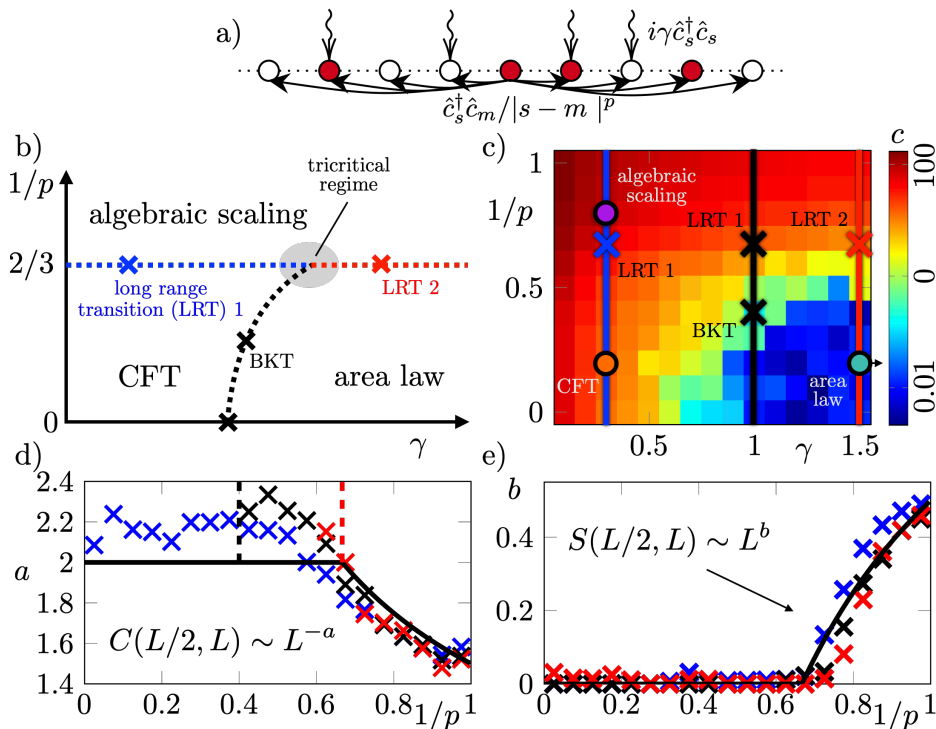 a)
iγĉ†ₛĉₛ
ĉ†ₛĉₘ/|s − m|ᵖ
b)
1/p
tricritical
regime
algebraic scaling
2/3
long range
transition (LRT) 1
LRT 2
BKT
CFT
area law
0
γ
c)
c
1
1/p
0.5
0
algebraic
scaling
LRT 1
LRT 2
LRT 1
BKT
CFT
area
law
0.5
1
γ
1.5
100
0
0.01
d)
a
2.4
2.2
2
1.8
1.6
1.4
C(L/2, L) ∼ L⁻ᵃ
0 0.2 0.4 0.6 0.8 1
1/p
e)
b
0.4
0.2
0
S(L/2, L) ∼ Lᵇ
0 0.2 0.4 0.6 0.8 1
1/p